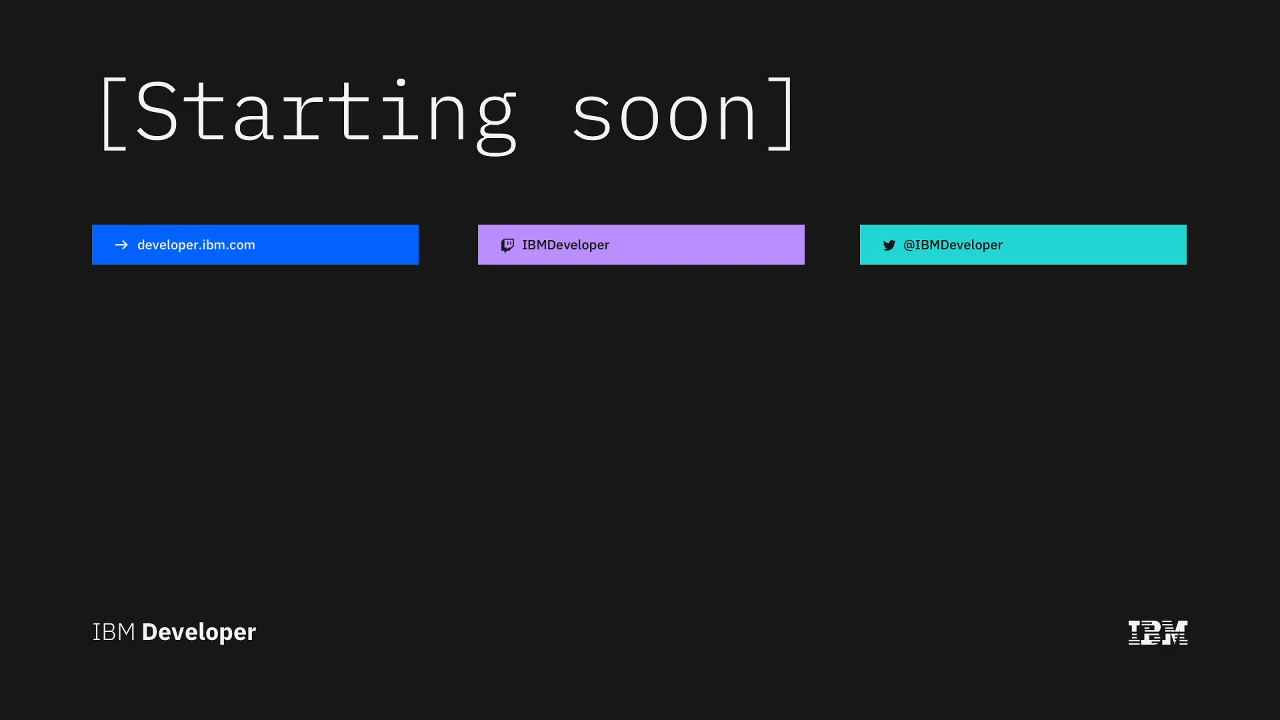 [Starting soon]
developer.ibm.com
IBMDeveloper
@IBMDeveloper
IBM Developer
IBM